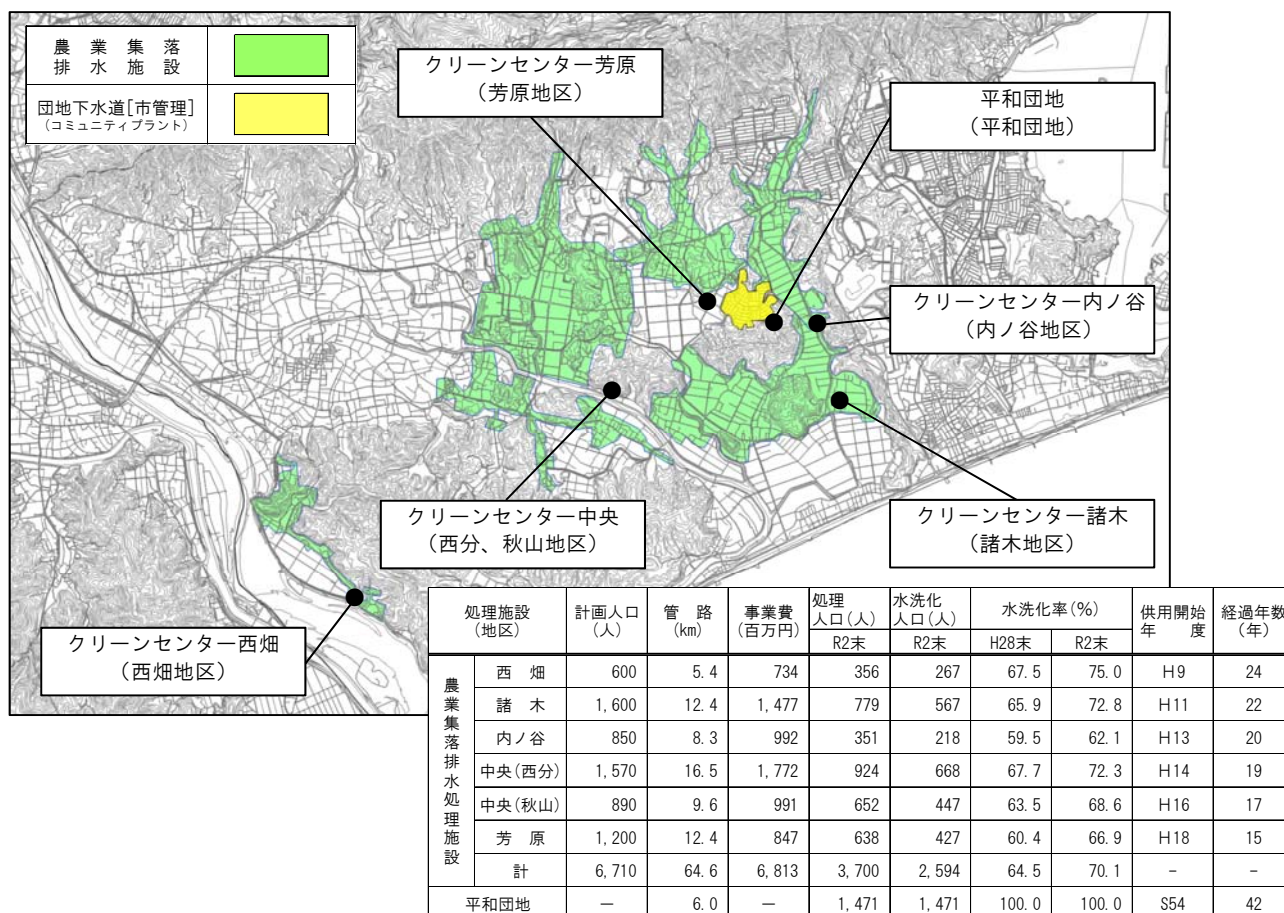 農業集落
排水施設
団地下水道[市管理]
(コミュニティプラント)
クリーンセンター芳原
(芳原地区)
平和団地
(平和団地)
クリーンセンター内ノ谷
(内ノ谷地区)
クリーンセンター中央
(西分、秋山地区)
クリーンセンター諸木
(諸木地区)
クリーンセンター西畑
(西畑地区)
処理施設 計画人口 管路 事業費 処理 水洗化 水洗化率(%) 供用開始 経過年数
(地区) (人) (km) (百万円) 人口(人) 人口(人) 年度 (年)
R2末 R2末 H28末 R2末
農業集落排水処理施設
西畑 600 5.4 734 356 267 67.5 75.0 H9 24
諸木 1,600 12.4 1,477 779 567 65.9 72.8 H11 22
内ノ谷 850 8.3 992 351 218 59.5 62.1 H13 20
中央(西分) 1,570 16.5 1,772 924 668 67.7 72.3 H14 19
中央(秋山) 890 9.6 991 652 447 63.5 68.6 H16 17
芳原 1,200 12.4 847 638 427 60.4 66.9 H18 15
計 6,710 64.6 6,813 3,700 2,594 64.5 70.1 - -
平和団地 — 6.0 — 1,471 1,471 100.0 100.0 S54 42